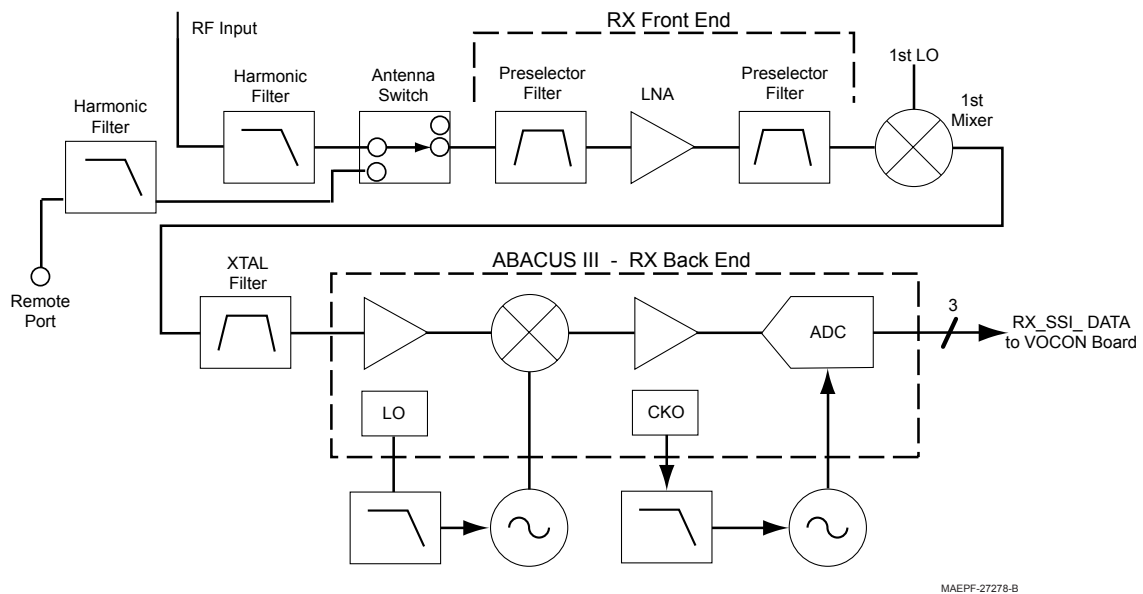 RF Input
RX Front End
Harmonic
Filter
Harmonic
Filter
Antenna
Switch
Preselector
Filter
LNA
Preselector
Filter
1st LO
1st
Mixer
Remote
Port
XTAL
Filter
ABACUS III - RX Back End
ADC
3
RX_SSI_ DATA
to VOCON Board
LO
CKO
MAEPF-27278-B